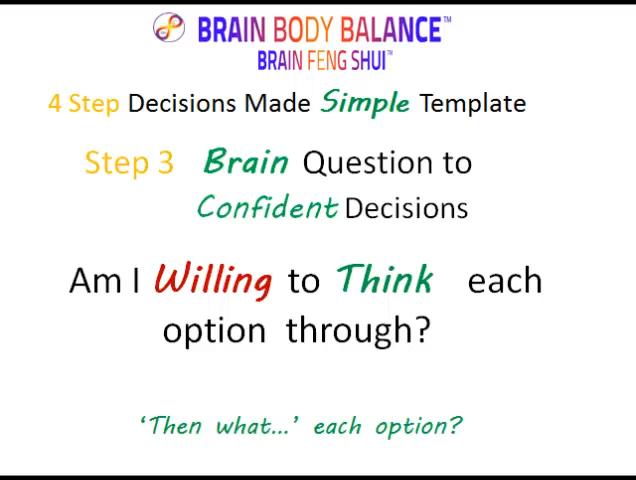 BRAIN BODY BALANCE™
BRAIN FENG SHUI™
4 Step Decisions Made Simple Template
Step 3 Brain Question to
Confident Decisions
Am I Willing to Think each
option through?
‘Then what...’ each option?